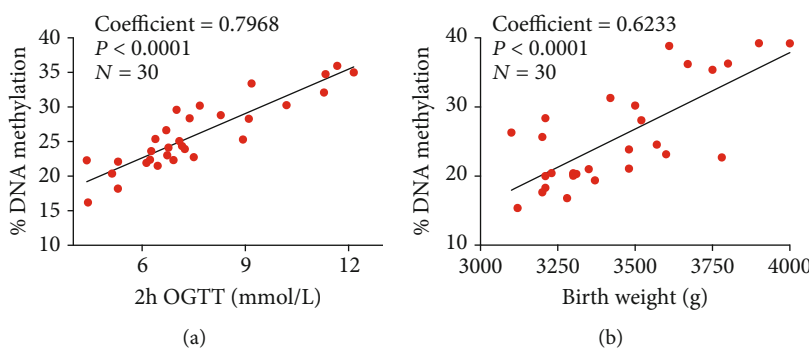 Coefficient = 0.7968
P < 0.0001
N = 30
% DNA methylation
40
35
30
25
20
15
10
6
9
12
2h OGTT (mmol/L)
(a)
Coefficient = 0.6233
P < 0.0001
N = 30
% DNA methylation
40
30
20
10
3000
3250
3500
3750
4000
Birth weight (g)
(b)